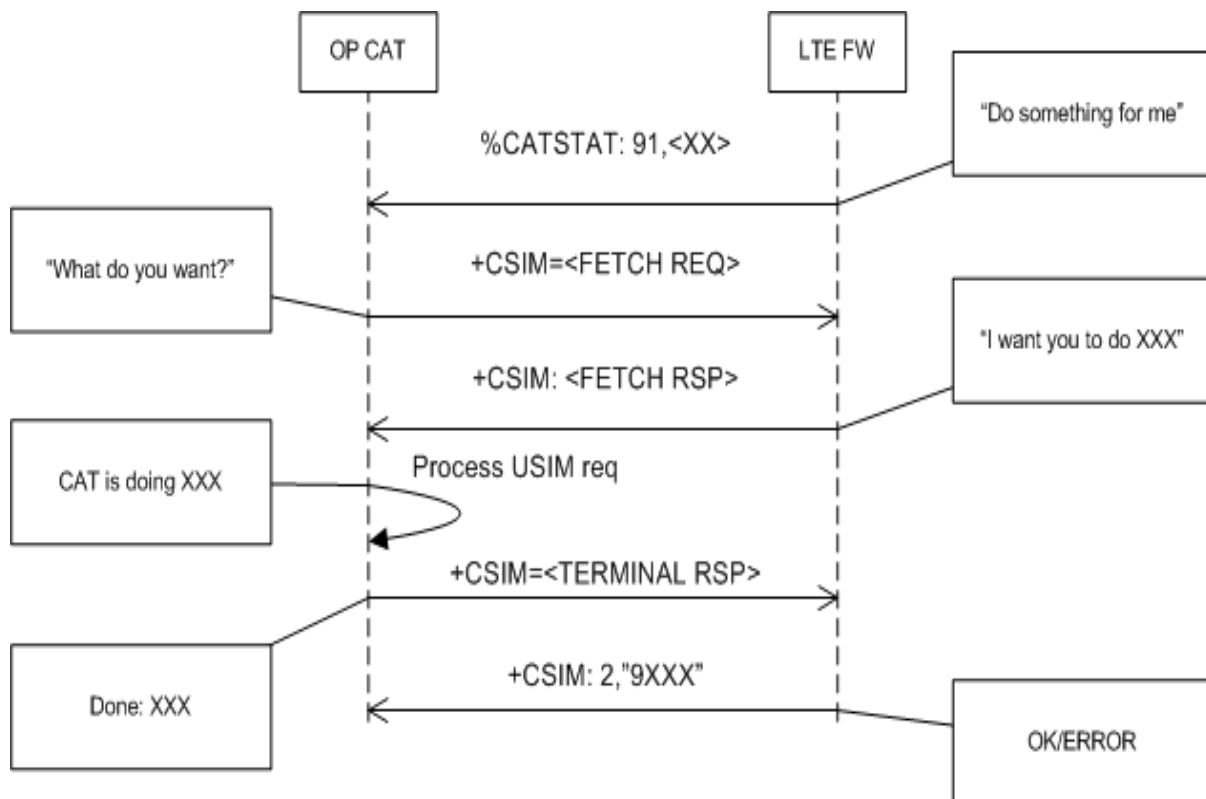 OP CAT
LTE FW
“Do something for me”
%CATSTAT: 91,<XX>
“What do you want?”
+CSIM=<FETCH REQ>
“I want you to do XXX”
+CSIM: <FETCH RSP>
CAT is doing XXX
Process USIM req
+CSIM=<TERMINAL RSP>
Done: XXX
+CSIM: 2,”9XXX”
OK/ERROR